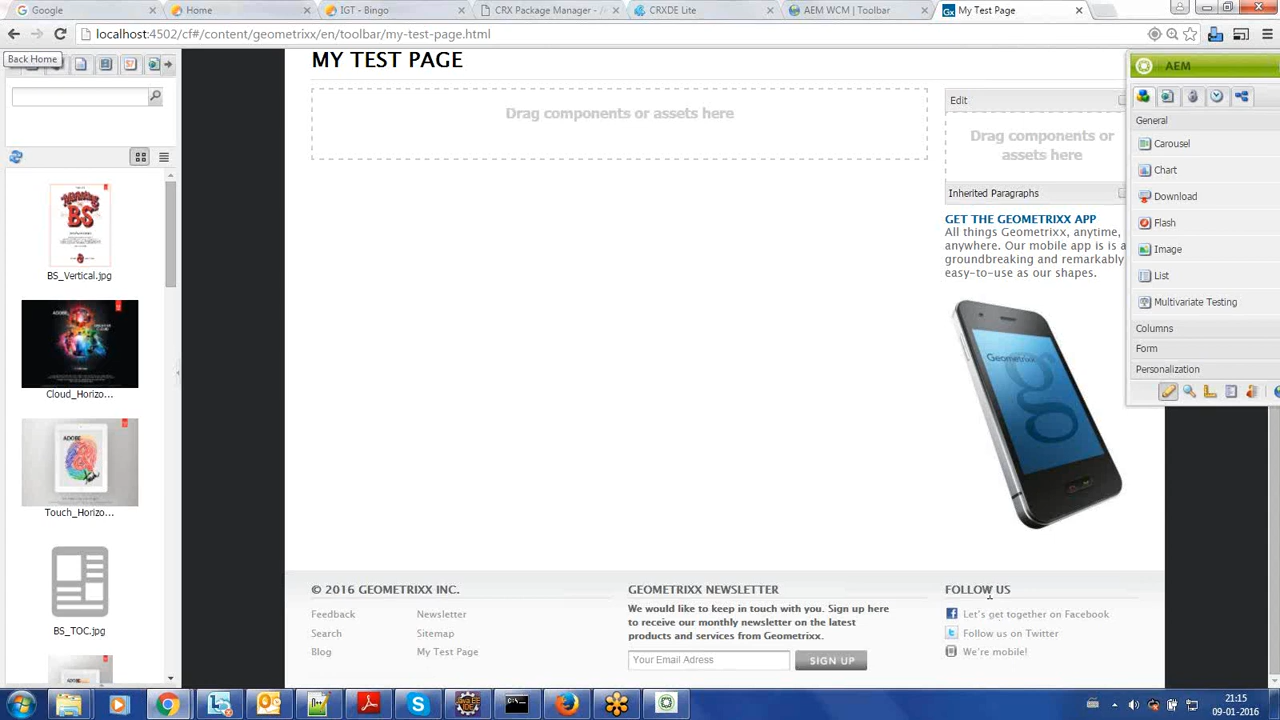 Google
Home
IGT - Bingo
CRX Package Manager - /
CRXDE Lite
AEM WCM | Toolbar
My Test Page
localhost:4502/cf#/content/geometrixx/en/toolbar/my-test-page.html
Back Home
BS_Vertical.jpg
Cloud_Horizo...
Touch_Horizo...
BS_TOC.jpg
MY TEST PAGE
Drag components or assets here
Edit
Drag components or
assets here
Inherited Paragraphs
GET THE GEOMETRIXX APP
All things Geometrixx, anytime,
anywhere. Our mobile app is is a
groundbreaking and remarkably
easy-to-use as our shapes.
Geometrixx
AEM
General
Carousel
Chart
Download
Flash
Image
List
Multivariate Testing
Columns
Form
Personalization
© 2016 GEOMETRIXX INC.
Feedback
Newsletter
Search
Sitemap
Blog
My Test Page
GEOMETRIXX NEWSLETTER
We would like to keep in touch with you. Sign up here
to receive our monthly newsletter on the latest
products and services from Geometrixx.
Your Email Adress
SIGN UP
FOLLOW US
Let's get together on Facebook
Follow us on Twitter
We're mobile!
21:15
09-01-2016